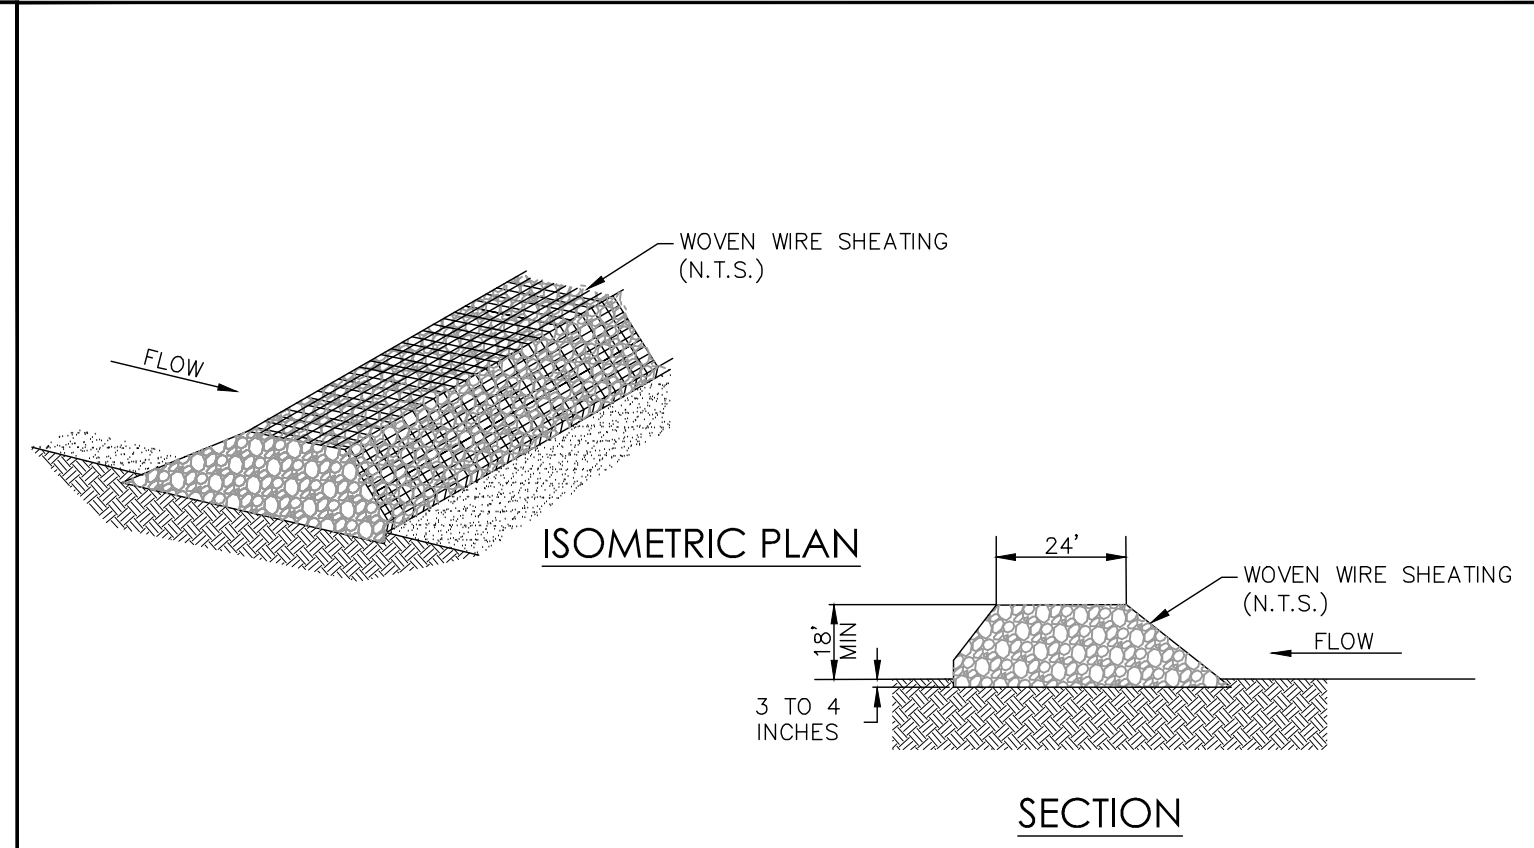 WOVEN WIRE SHEATING
(N.T.S.)
FLOW
ISOMETRIC PLAN
24'
WOVEN WIRE SHEATING
(N.T.S.)
18'
MIN
FLOW
3 TO 4
INCHES
SECTION